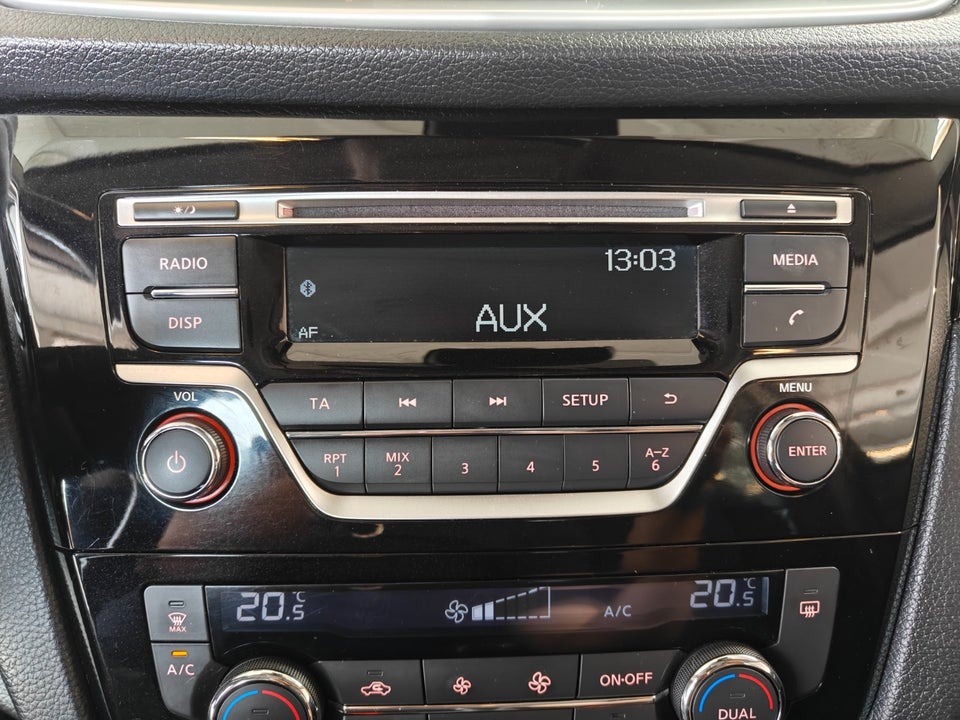 RADIO
DISP
13:03
AF
AUX
MEDIA
VOL
MENU
TA
SETUP
RPT
1
MIX
2
3
4
5
A-Z
6
ENTER
20.5°C
A/C
20.5°C
MAX
A/C
ON·OFF
DUAL